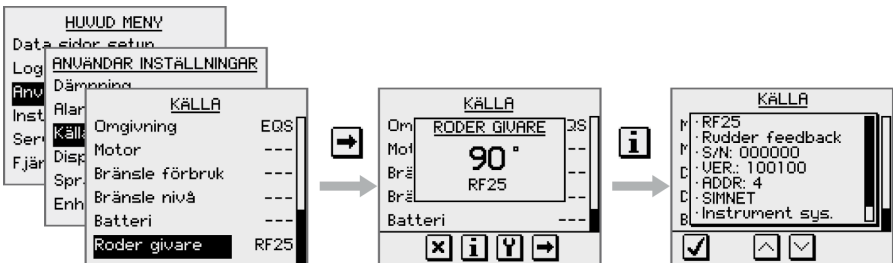 HUVUD MENY
Data sidor setup
Log
Anv
Inst
Ser
Fjär
ANVÄNDAR INSTÄLLNINGAR
Dämpning
Alar
Käll
Disp
Spr
Enh
KÄLLA
Omgivning EQS
Motor ---
Bränsle förbruk ---
Bränsle nivå ---
Batteri ---
Roder givare RF25
KÄLLA
Om
Mot
Brä
Brä
Batteri ---
RODER GIVARE
90°
RF25
i
KÄLLA
·RF25
·Rudder feedback
·S/N: 000000
·VER.: 100100
·ADDR: 4
·SIMNET
·Instrument sys.